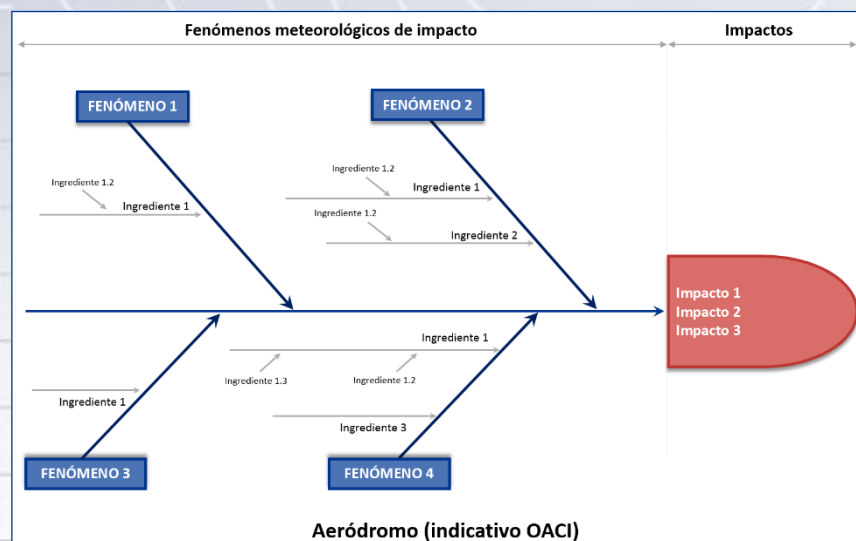 Fenómenos meteorológicos de impacto
Impactos
FENÓMENO 1
FENÓMENO 2
Ingrediente 1.2
Ingrediente 1
Ingrediente 1.2
Ingrediente 1
Ingrediente 1.2
Ingrediente 2
Impacto 1
Impacto 2
Impacto 3
Ingrediente 1
Ingrediente 1.3
Ingrediente 1.2
Ingrediente 1
Ingrediente 3
FENÓMENO 3
FENÓMENO 4
Aeródromo (indicativo OACI)